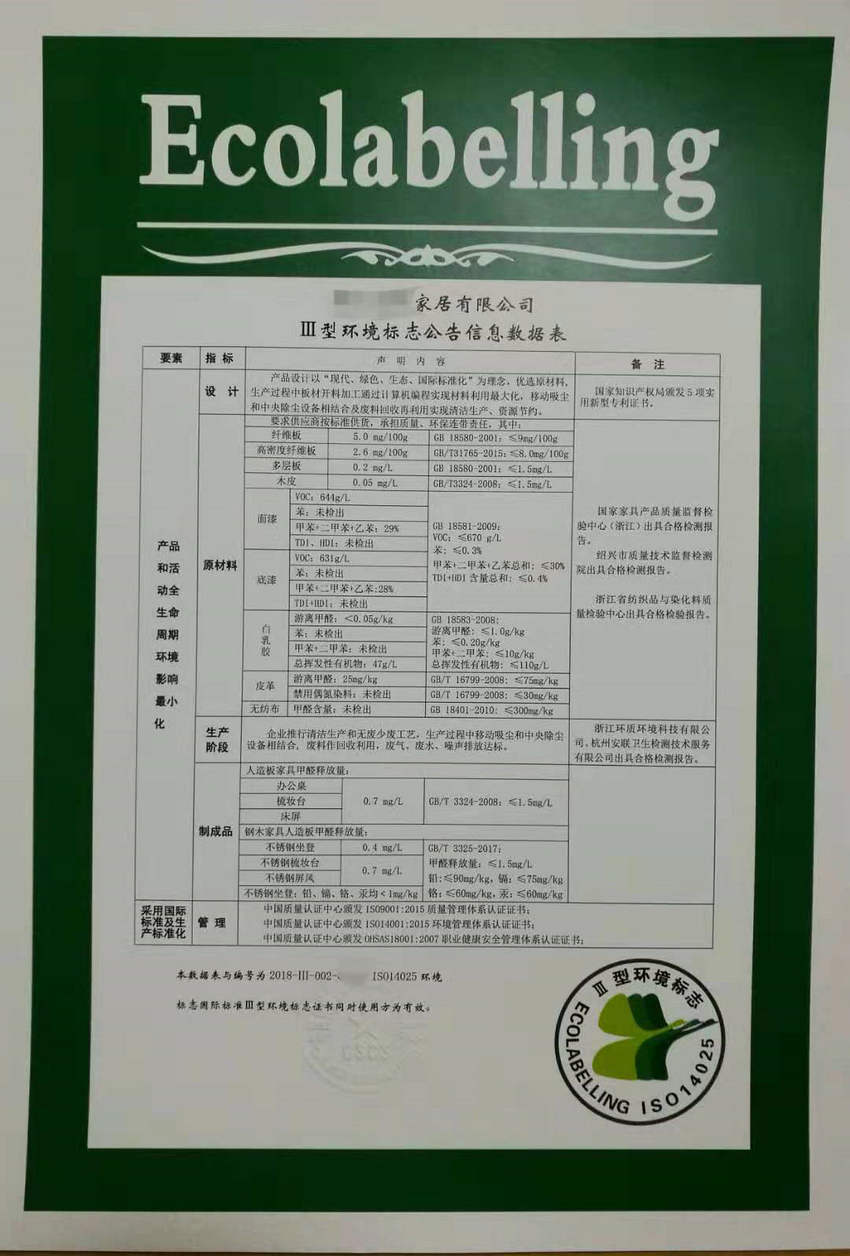 Ecolabelling
家居有限公司
III型环境标志公告信息数据表
要素 指标 声明内容 备注
产品和活动全生命周期环境影响最小化
设计
产品设计以“现代、绿色、生态、国际标准化”为理念，优选原材料，
生产过程中板材开料加工通过计算机编程实现材料利用最大化，移动吸尘
和中央除尘设备相结合及废料回收再利用实现清洁生产、资源节约。
国家知识产权局颁发5项实
用新型专利证书。
原材料
要求供应商按标准供货，承担质量、环保连带责任，其中：
纤维板 5.0 mg/100g GB 18580-2001：≤9mg/100g
高密度纤维板 2.6 mg/100g GB/T31765-2015：≤8.0mg/100g
多层板 0.2 mg/L GB 18580-2001：≤1.5mg/L
木皮 0.05 mg/L GB/T3324-2008：≤1.5mg/L
面漆
VOC：644g/L
苯：未检出
甲苯+二甲苯+乙苯：29%
TDI、HDI：未检出
底漆
VOC：631g/L
苯：未检出
甲苯+二甲苯+乙苯:28%
TDI+HDI：未检出
GB 18581-2009：
VOC：≤670 g/L
苯：≤0.3%
甲苯+二甲苯+乙苯总和：≤30%
TDI+HDI 含量总和：≤0.4%
白乳胶
游离甲醛：＜0.05g/kg
苯：未检出
甲苯+二甲苯：未检出
总挥发性有机物：47g/L
GB 18583-2008：
游离甲醛：≤1.0g/kg
苯：≤0.20g/kg
甲苯+二甲苯：≤10g/kg
总挥发性有机物：≤110g/L
皮革
游离甲醛：25mg/kg GB/T 16799-2008：≤75mg/kg
禁用偶氮染料：未检出 GB/T 16799-2008：≤30mg/kg
无纺布 甲醛含量：未检出 GB 18401-2010：≤300mg/kg
国家家具产品质量监督检
验中心（浙江）出具合格检测报
告。
绍兴市质量技术监督检测
院出具合格检测报告。
浙江省纺织品与染化料质
量检验中心出具合格检验报告。
生产
阶段
企业推行清洁生产和无废少废工艺，生产过程中移动吸尘和中央除尘
设备相结合，废料作回收利用，废气、废水、噪声排放达标。
浙江环质环境科技有限公
司、杭州安联卫生检测技术服务
有限公司出具合格检测报告。
制成品
人造板家具甲醛释放量：
办公桌
梳妆台
床屏
0.7 mg/L GB/T 3324-2008：≤1.5mg/L
钢木家具人造板甲醛释放量：
不锈钢坐登 0.4 mg/L
不锈钢梳妆台
不锈钢屏风
0.7 mg/L
不锈钢坐登：铅、镉、铬、汞均＜1mg/kg
GB/T 3325-2017：
甲醛释放量：≤1.5mg/L
铅：≤90mg/kg，镉：≤75mg/kg
铬：≤60mg/kg，汞：≤60mg/kg
采用国际
标准及生
产标准化
管理
中国质量认证中心颁发 ISO9001:2015 质量管理体系认证证书；
中国质量认证中心颁发 ISO14001:2015 环境管理体系认证证书；
中国质量认证中心颁发 OHSAS18001:2007 职业健康安全管理体系认证证书；
本数据表与编号为 2018-III-002-、 ISO14025 环境
标志国际标准III型环境标志证书同时使用方为有效。
III型环境标志
ECOLABELLING ISO14025